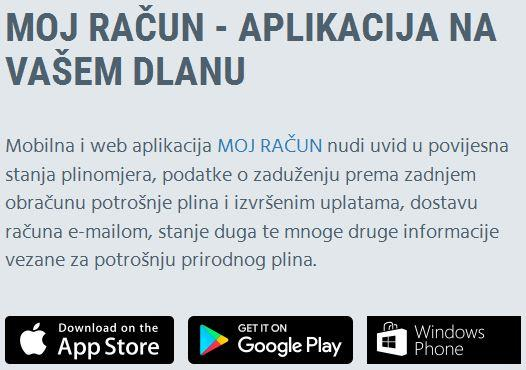 MOJ RAČUN - APLIKACIJA NA
VAŠEM DLANU
Mobilna i web aplikacija MOJ RAČUN nudi uvid u povijesna
stanja plinomjera, podatke o zaduženju prema zadnjem
obračunu potrošnje plina i izvršenim uplatama, dostavu
računa e-mailom, stanje duga te mnoge druge informacije
vezane za potrošnju prirodnog plina.
Download on the
App Store
GET IT ON
Google Play
Windows
Phone